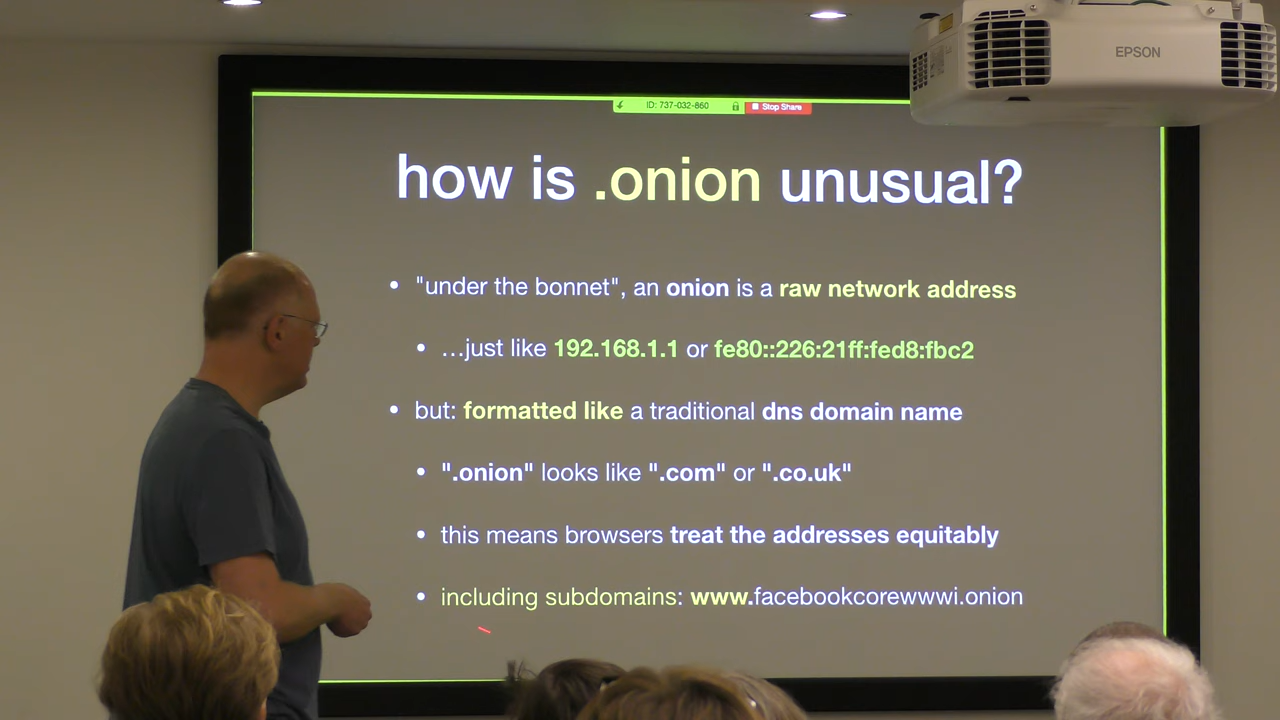 EPSON
ID: 737-032-860 Stop Share
how is .onion unusual?
• "under the bonnet", an onion is a raw network address
• …just like 192.168.1.1 or fe80::226:21ff:fed8:fbc2
• but: formatted like a traditional dns domain name
• ".onion" looks like ".com" or ".co.uk"
• this means browsers treat the addresses equitably
• including subdomains: www.facebookcorewwwi.onion